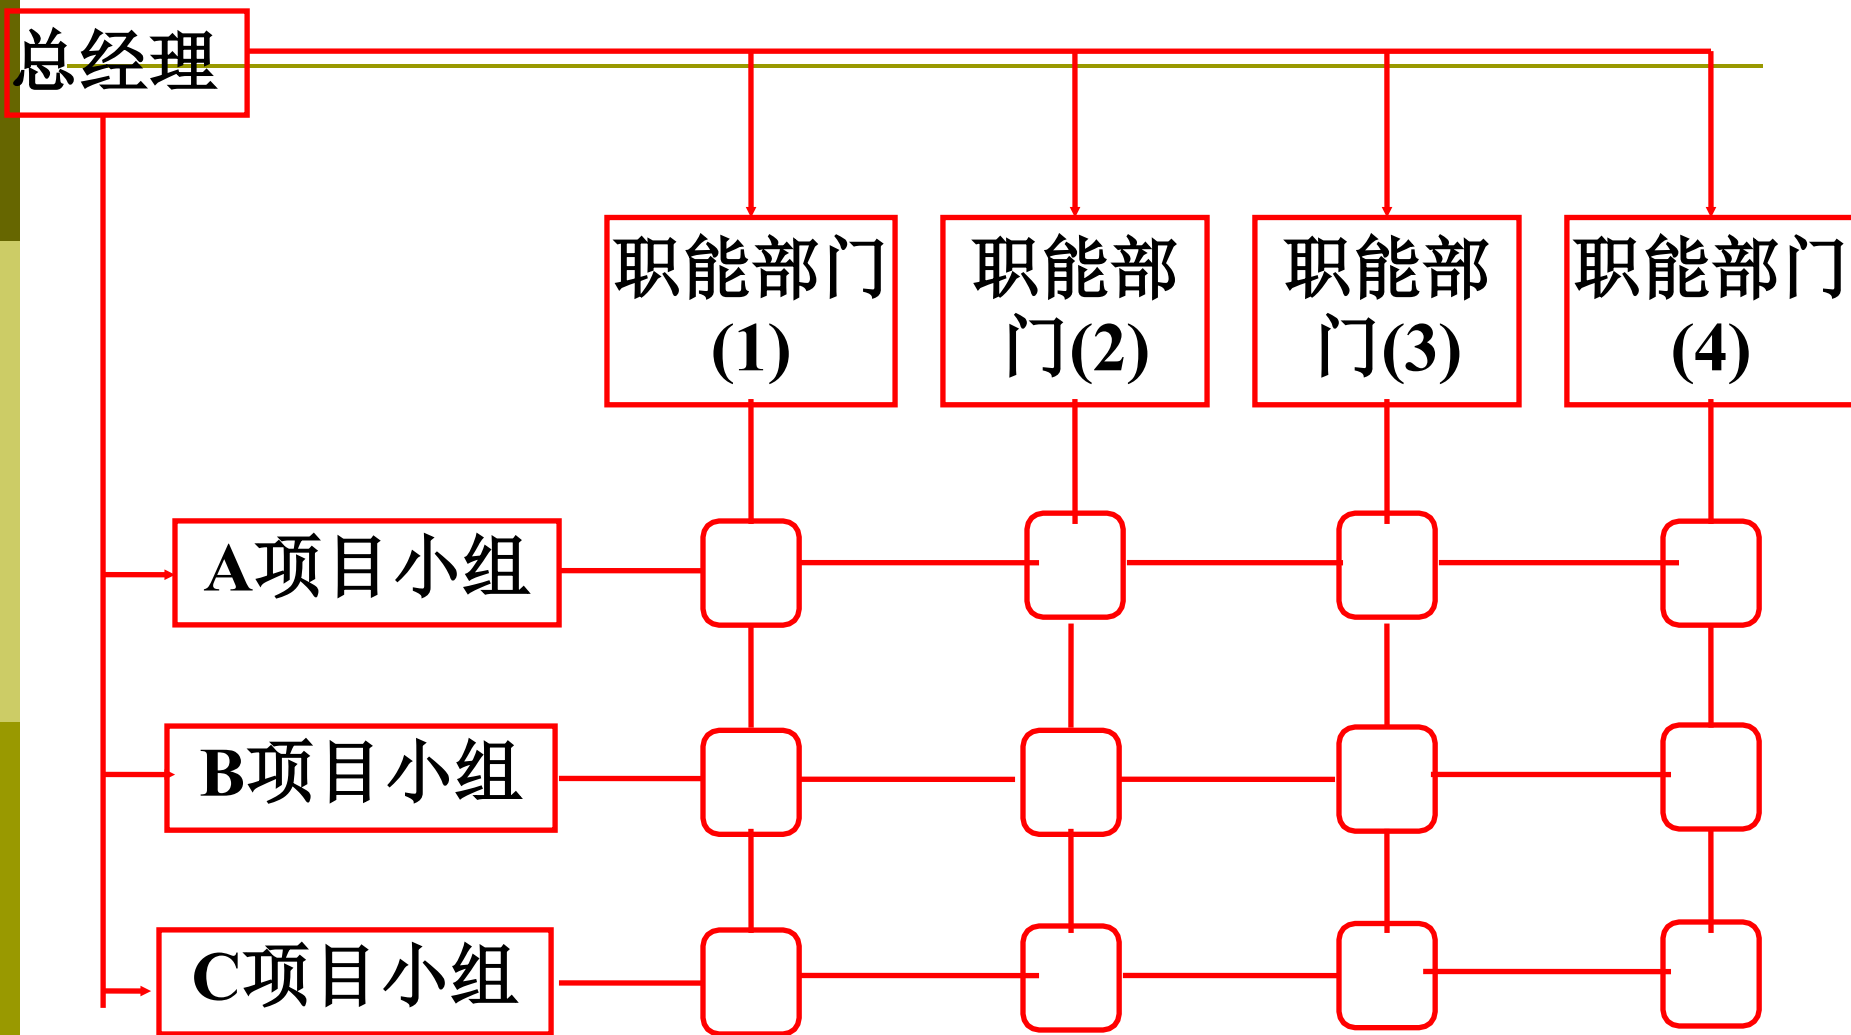 总经理
职能部门
(1)
职能部
门(2)
职能部
门(3)
职能部门
(4)
A项目小组
B项目小组
C项目小组